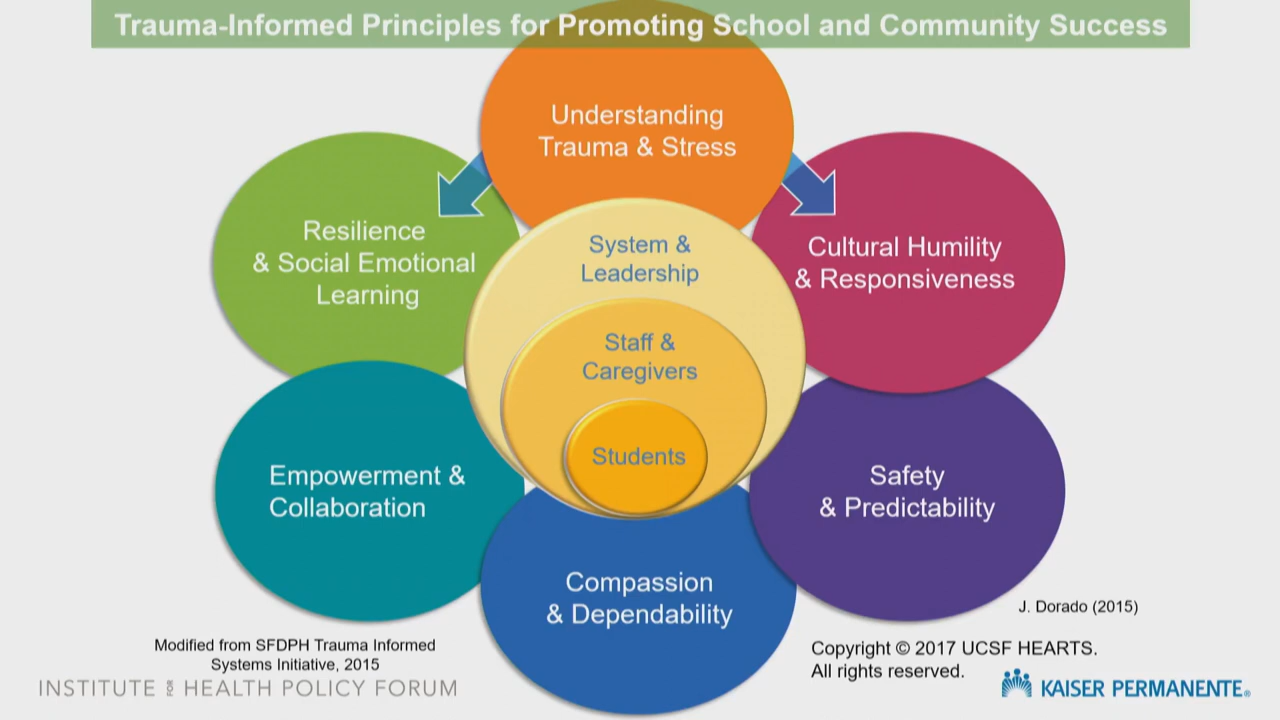 Trauma-Informed Principles for Promoting School and Community Success
Understanding
Trauma & Stress
Resilience
& Social Emotional
Learning
System &
Leadership
Cultural Humility
& Responsiveness
Staff &
Caregivers
Students
Empowerment &
Collaboration
Safety
& Predictability
Compassion
& Dependability
J. Dorado (2015)
Modified from SFDPH Trauma Informed
Systems Initiative, 2015
Copyright © 2017 UCSF HEARTS.
All rights reserved.
INSTITUTE FOR HEALTH POLICY FORUM
KAISER PERMANENTE®